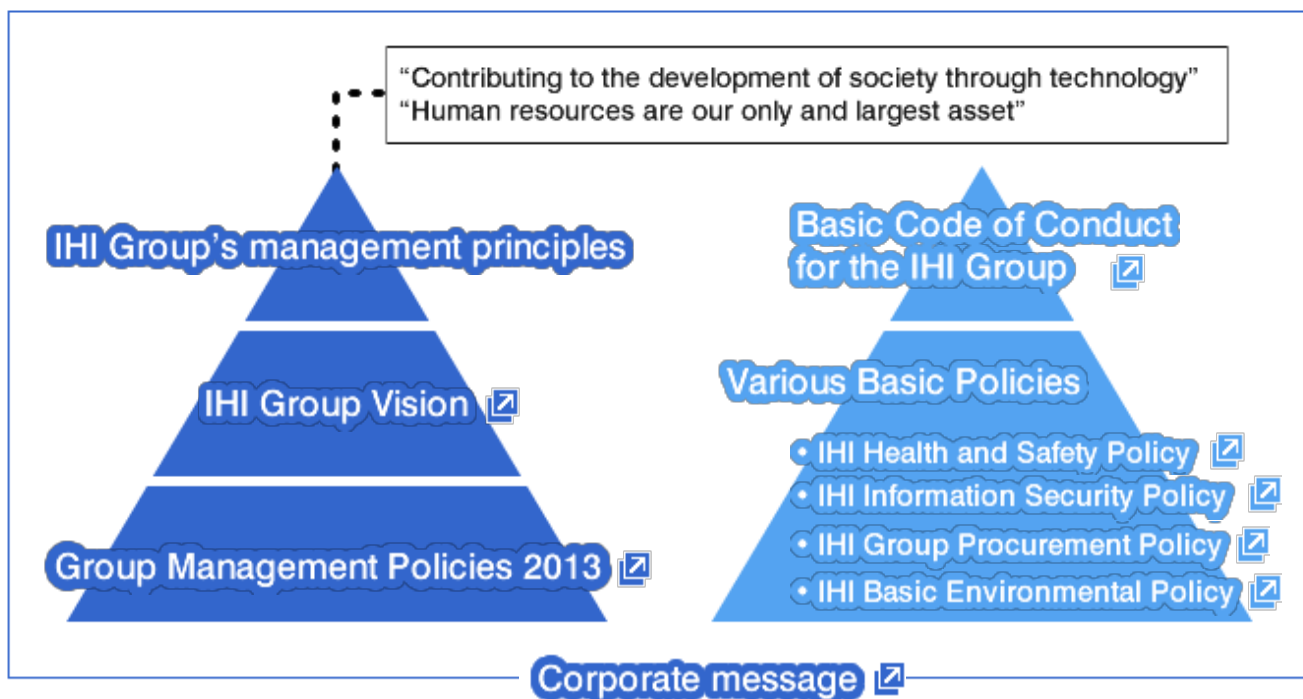 “Contributing to the development of society through technology”
“Human resources are our only and largest asset”
IHI Group’s management principles
IHI Group Vision
Group Management Policies 2013
Basic Code of Conduct
for the IHI Group
Various Basic Policies
• IHI Health and Safety Policy
• IHI Information Security Policy
• IHI Group Procurement Policy
• IHI Basic Environmental Policy
Corporate message